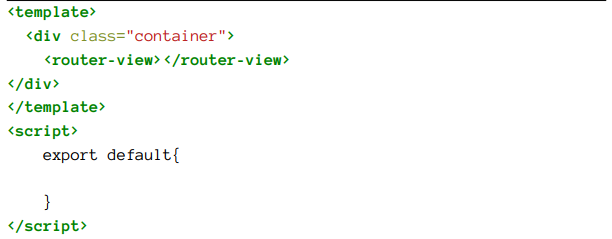 <template>
  <div class="container">
    <router-view></router-view>
</div>
</template>
<script>
    export default{

    }
</script>